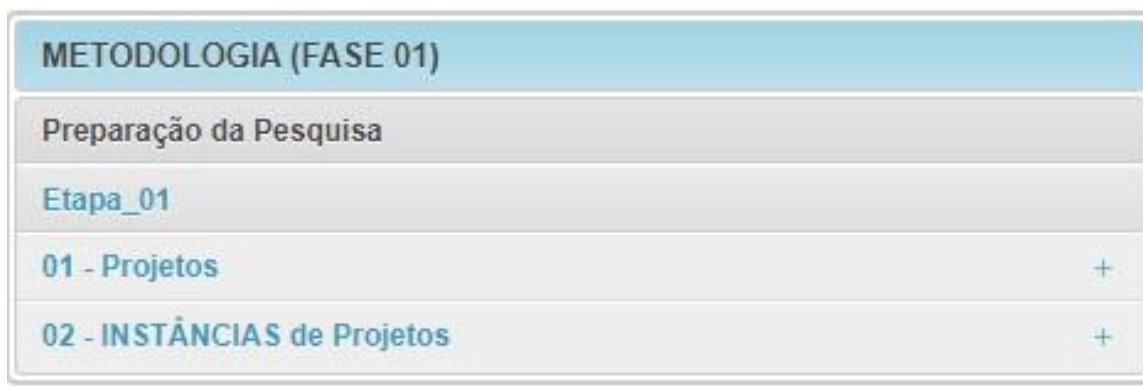 METODOLOGIA (FASE 01)
Preparação da Pesquisa
Etapa_01
01 - Projetos +
02 - INSTÂNCIAS de Projetos +